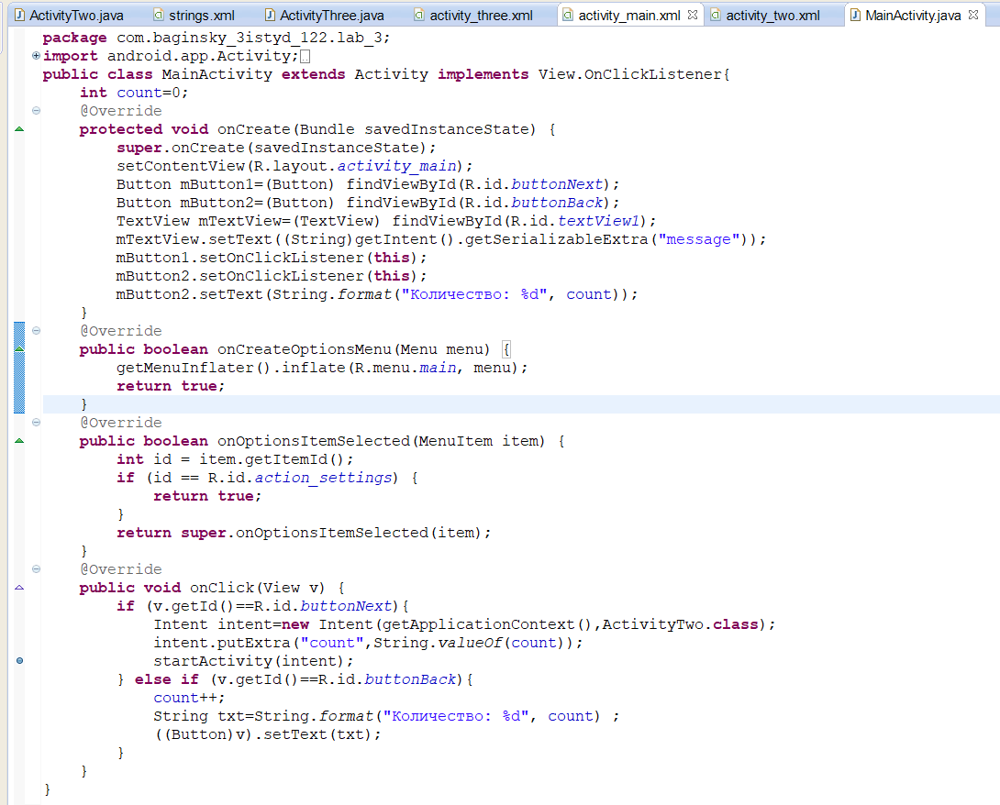 ActivityTwo.java strings.xml ActivityThree.java activity_three.xml activity_main.xml activity_two.xml MainActivity.java
package com.baginsky_3istyd_122.lab_3;
import android.app.Activity;
public class MainActivity extends Activity implements View.OnClickListener{
    int count=0;
    @Override
    protected void onCreate(Bundle savedInstanceState) {
        super.onCreate(savedInstanceState);
        setContentView(R.layout.activity_main);
        Button mButton1=(Button) findViewById(R.id.buttonNext);
        Button mButton2=(Button) findViewById(R.id.buttonBack);
        TextView mTextView=(TextView) findViewById(R.id.textView1);
        mTextView.setText((String)getIntent().getSerializableExtra("message"));
        mButton1.setOnClickListener(this);
        mButton2.setOnClickListener(this);
        mButton2.setText(String.format("Количество: %d", count));
    }
    @Override
    public boolean onCreateOptionsMenu(Menu menu) {
        getMenuInflater().inflate(R.menu.main, menu);
        return true;
    }
    @Override
    public boolean onOptionsItemSelected(MenuItem item) {
        int id = item.getItemId();
        if (id == R.id.action_settings) {
            return true;
        }
        return super.onOptionsItemSelected(item);
    }
    @Override
    public void onClick(View v) {
        if (v.getId()==R.id.buttonNext){
            Intent intent=new Intent(getApplicationContext(),ActivityTwo.class);
            intent.putExtra("count",String.valueOf(count));
            startActivity(intent);
        } else if (v.getId()==R.id.buttonBack){
            count++;
            String txt=String.format("Количество: %d", count) ;
            ((Button)v).setText(txt);
        }
    }
}